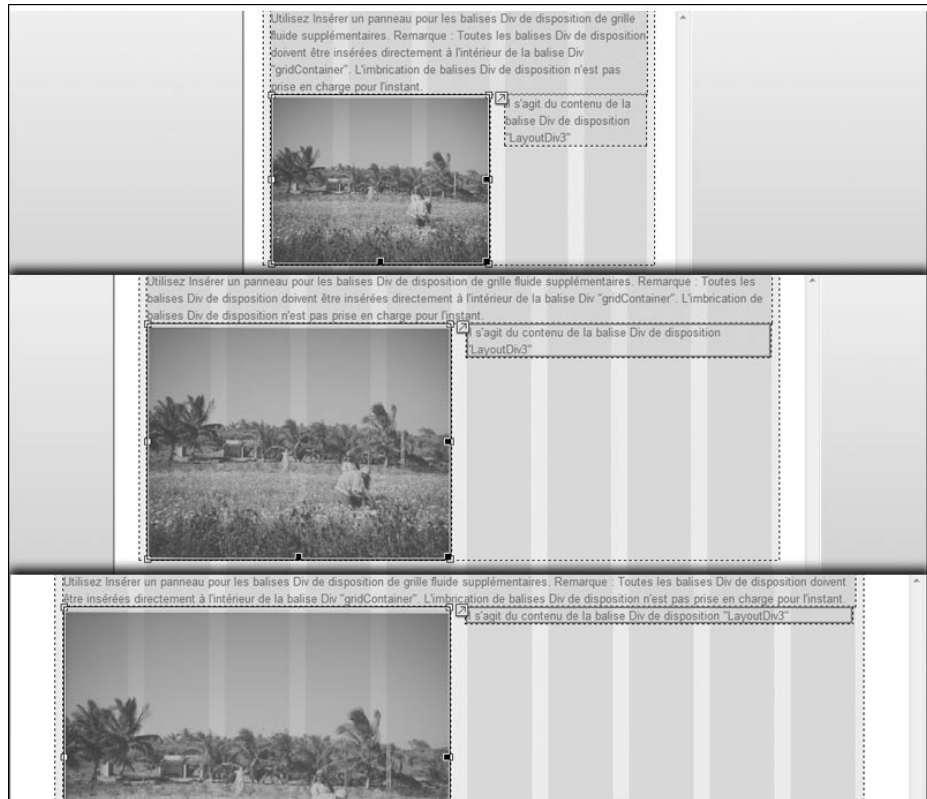 Utilisez Insérer un panneau pour les balises Div de disposition de grille
fluide supplémentaires. Remarque : Toutes les balises Div de disposition
doivent être insérées directement à l'intérieur de la balise Div
"gridContainer". L'imbrication de balises Div de disposition n'est pas
prise en charge pour l'instant.
Il s'agit du contenu de la
balise Div de disposition
"LayoutDiv3"
Utilisez Insérer un panneau pour les balises Div de disposition de grille fluide supplémentaires. Remarque : Toutes les
balises Div de disposition doivent être insérées directement à l'intérieur de la balise Div "gridContainer". L'imbrication de
balises Div de disposition n'est pas prise en charge pour l'instant.
Il s'agit du contenu de la balise Div de disposition
"LayoutDiv3"
Utilisez Insérer un panneau pour les balises Div de disposition de grille fluide supplémentaires. Remarque : Toutes les balises Div de disposition doivent
être insérées directement à l'intérieur de la balise Div "gridContainer". L'imbrication de balises Div de disposition n'est pas prise en charge pour l'instant.
Il s'agit du contenu de la balise Div de disposition "LayoutDiv3"